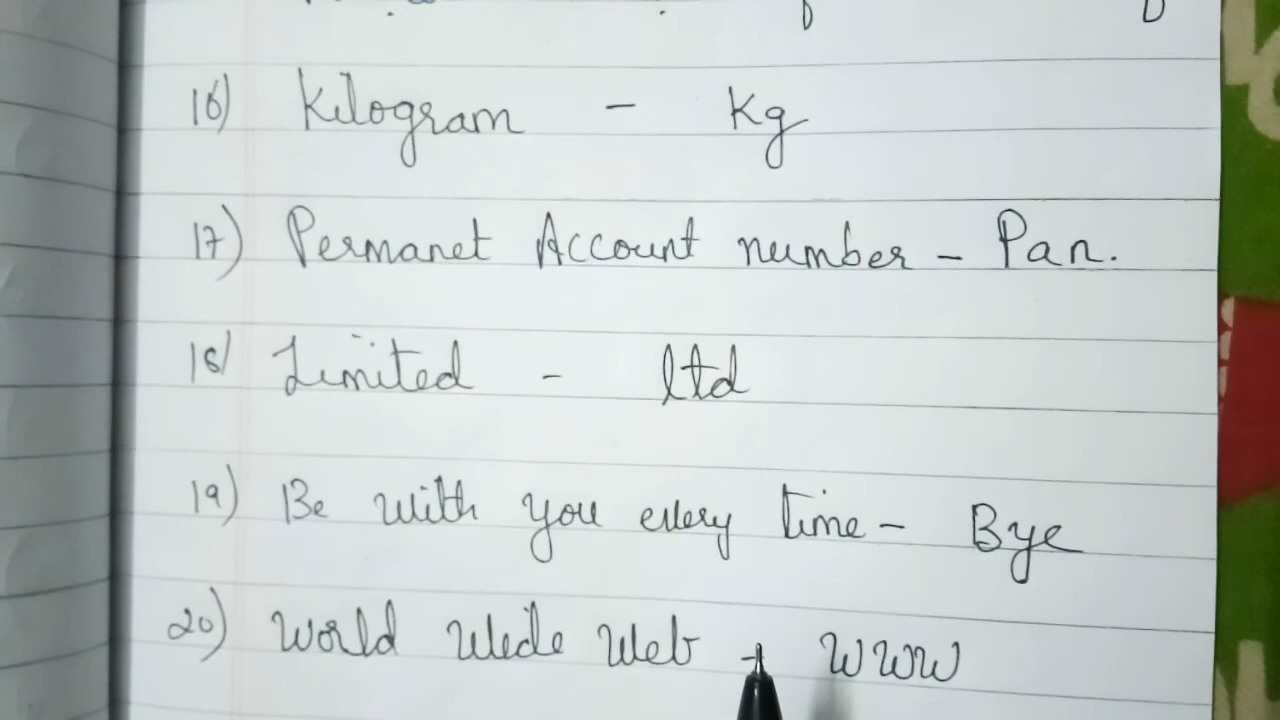 16) Kilogram - Kg
17) Permanet Account number - Pan.
18) Limited - ltd
19) Be with you every time - Bye
20) World Wide Web - WWW